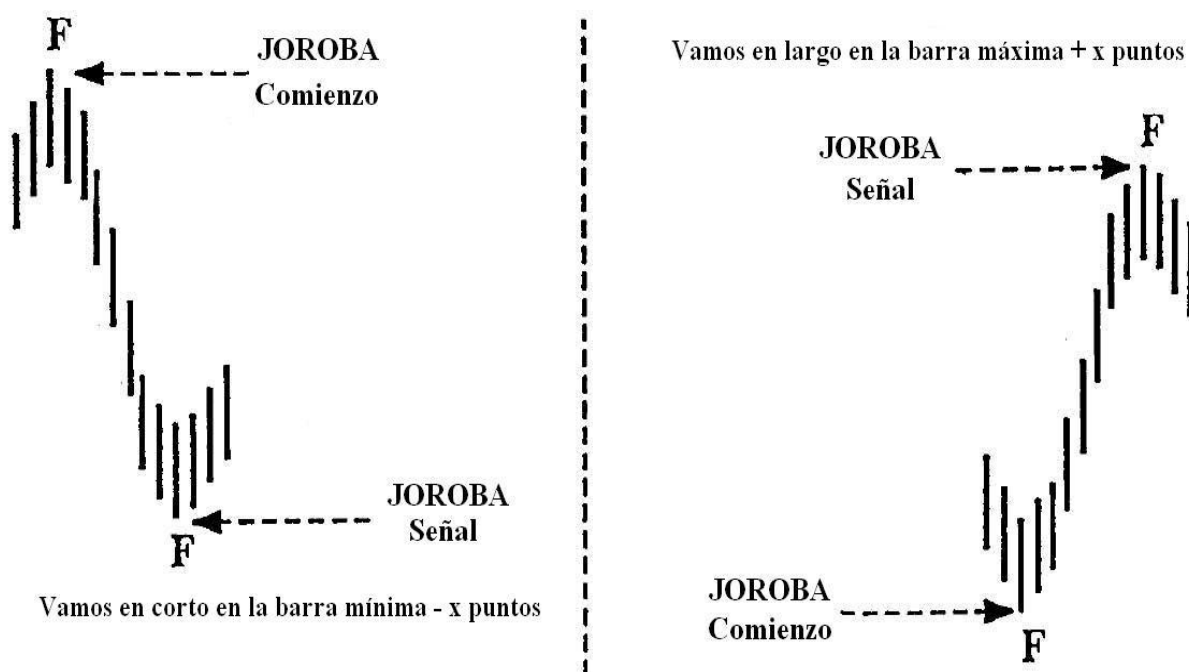 F
JOROBA
Comienzo
JOROBA
Señal
F
Vamos en corto en la barra mínima - x puntos
Vamos en largo en la barra máxima + x puntos
F
JOROBA
Señal
JOROBA
Comienzo
F